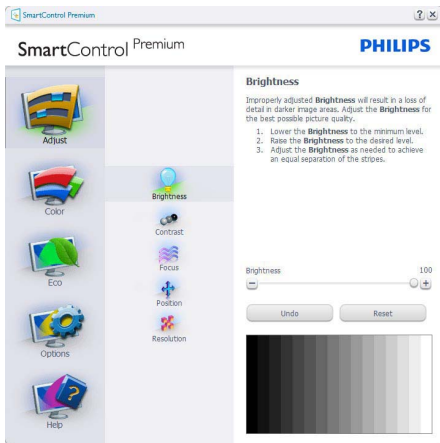 SmartControl Premium
SmartControl Premium
PHILIPS
Adjust
Color
Eco
Options
Help
Brightness
Contrast
Focus
Position
Resolution
Brightness
Improperly adjusted Brightness will result in a loss of
detail in darker image areas. Adjust the Brightness for
the best possible picture quality.
1. Lower the Brightness to the minimum level.
2. Raise the Brightness to the desired level.
3. Adjust the Brightness as needed to achieve
an equal separation of the stripes.
Brightness 100
Undo Reset